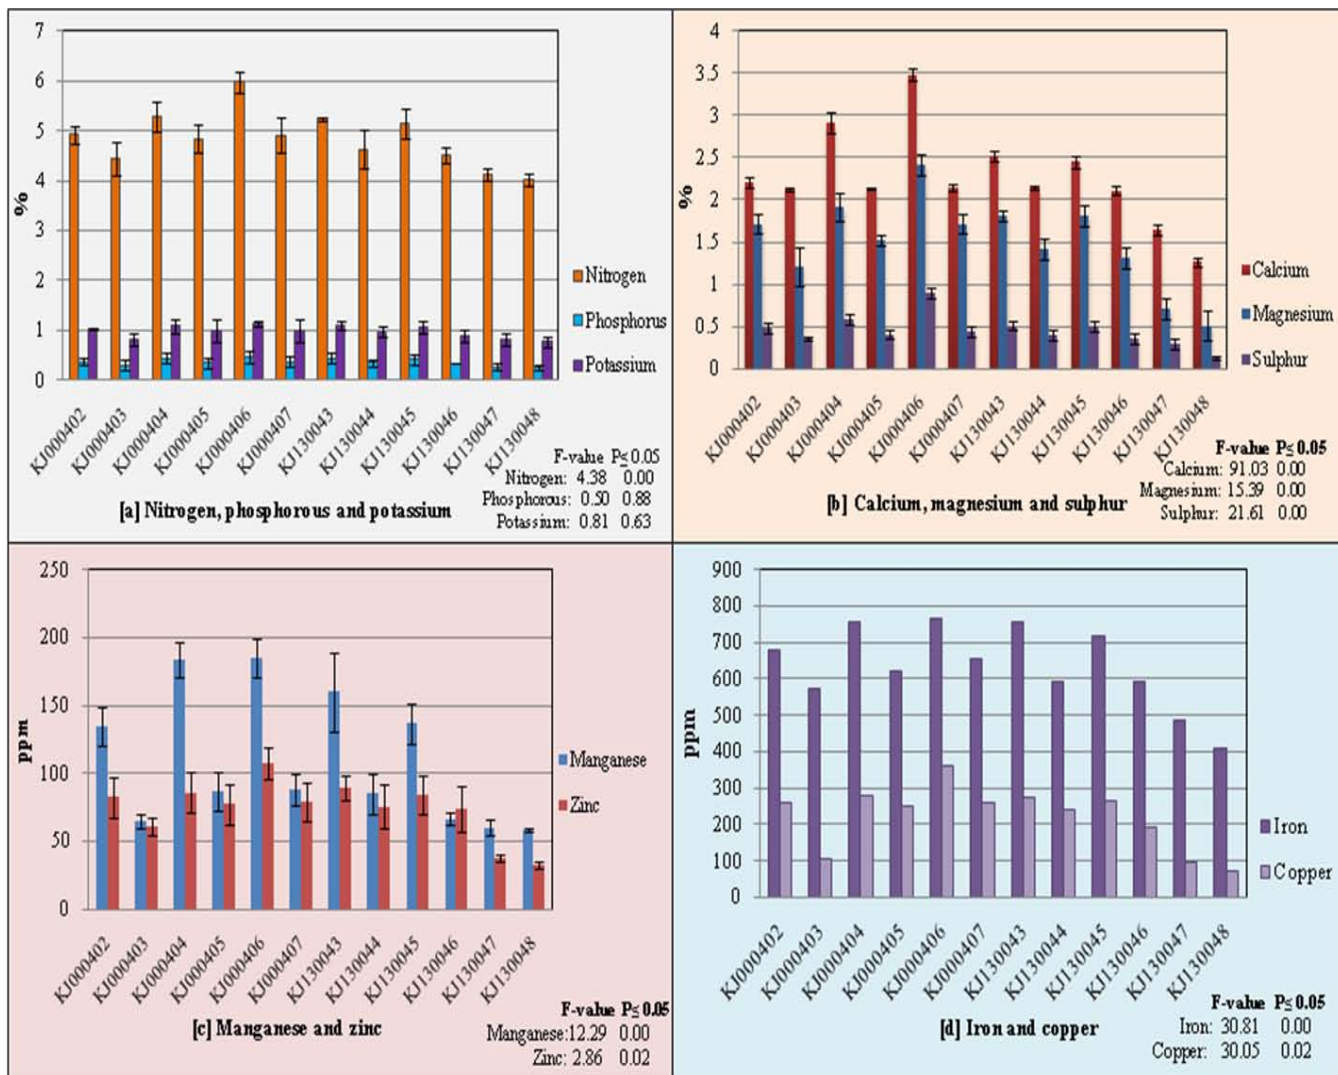 7
6
5
4
3
2
1
0
%
Nitrogen
Phosphorus
Potassium
KJ000402
KJ000403
KJ000404
KJ000405
KJ000406
KJ000407
KJ130043
KJ130044
KJ130045
KJ130046
KJ130047
KJ130048
F-value P≤0.05
Nitrogen: 4.38 0.00
Phosphorous: 0.50 0.88
Potassium: 0.81 0.63
[a] Nitrogen, phosphorous and potassium
4
3.5
3
2.5
2
1.5
1
0.5
0
%
Calcium
Magnesium
Sulphur
KJ000402
KJ000403
KJ000404
KJ000405
KJ000406
KJ000407
KJ130043
KJ130044
KJ130045
KJ130046
KJ130047
KJ130048
F-value P≤0.05
Calcium: 91.03 0.00
Magnesium: 15.39 0.00
Sulphur: 21.61 0.00
[b] Calcium, magnesium and sulphur
250
200
150
100
50
0
ppm
Manganese
Zinc
KJ000402
KJ000403
KJ000404
KJ000405
KJ000406
KJ000407
KJ130043
KJ130044
KJ130045
KJ130046
KJ130047
KJ130048
F-value P≤0.05
Manganese:12.29 0.00
Zinc: 2.86 0.02
[c] Manganese and zinc
900
800
700
600
500
400
300
200
100
0
ppm
Iron
Copper
KJ000402
KJ000403
KJ000404
KJ000405
KJ000406
KJ000407
KJ130043
KJ130044
KJ130045
KJ130046
KJ130047
KJ130048
F-value P≤0.05
Iron: 30.81 0.00
Copper: 30.05 0.02
[d] Iron and copper